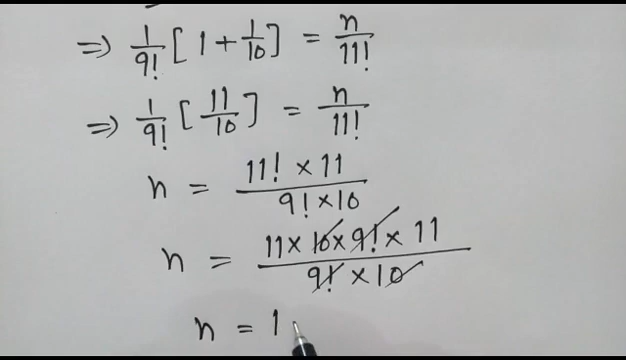 ⇒ 1/9! [ 1 + 1/10 ] = n/11!
⇒ 1/9! [ 11/10 ] = n/11!
n = 11! × 11 / 9! × 10
n = 11 × 10 × 9! × 11 / 9! × 10
n = 1